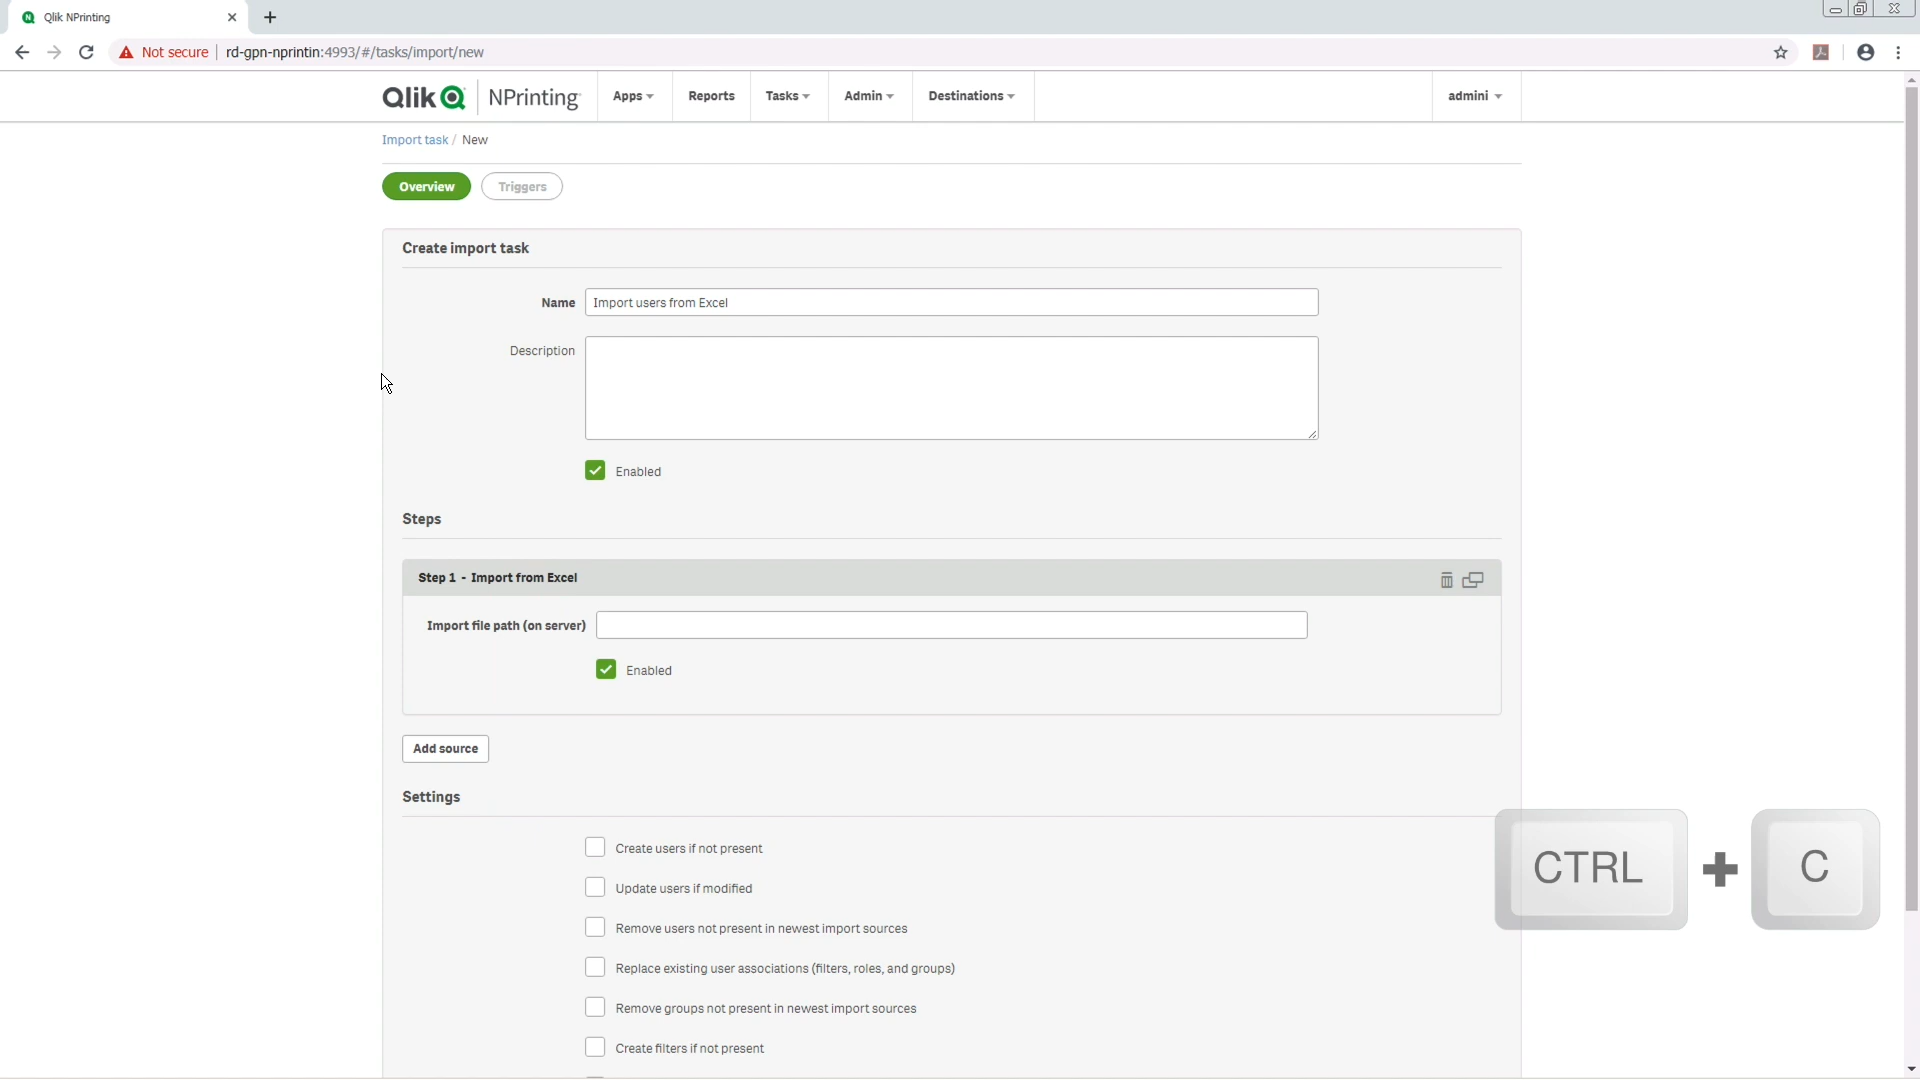 Qlik NPrinting
Not secure rd-gpn-nprintin:4993/#/tasks/import/new
Qlik NPrinting Apps Reports Tasks Admin Destinations admini
Import task / New
Overview Triggers
Create import task
Name Import users from Excel
Description
Enabled
Steps
Step 1 - Import from Excel
Import file path (on server)
Enabled
Add source
Settings
Create users if not present
Update users if modified
CTRL + C
Remove users not present in newest import sources
Replace existing user associations (filters, roles, and groups)
Remove groups not present in newest import sources
Create filters if not present